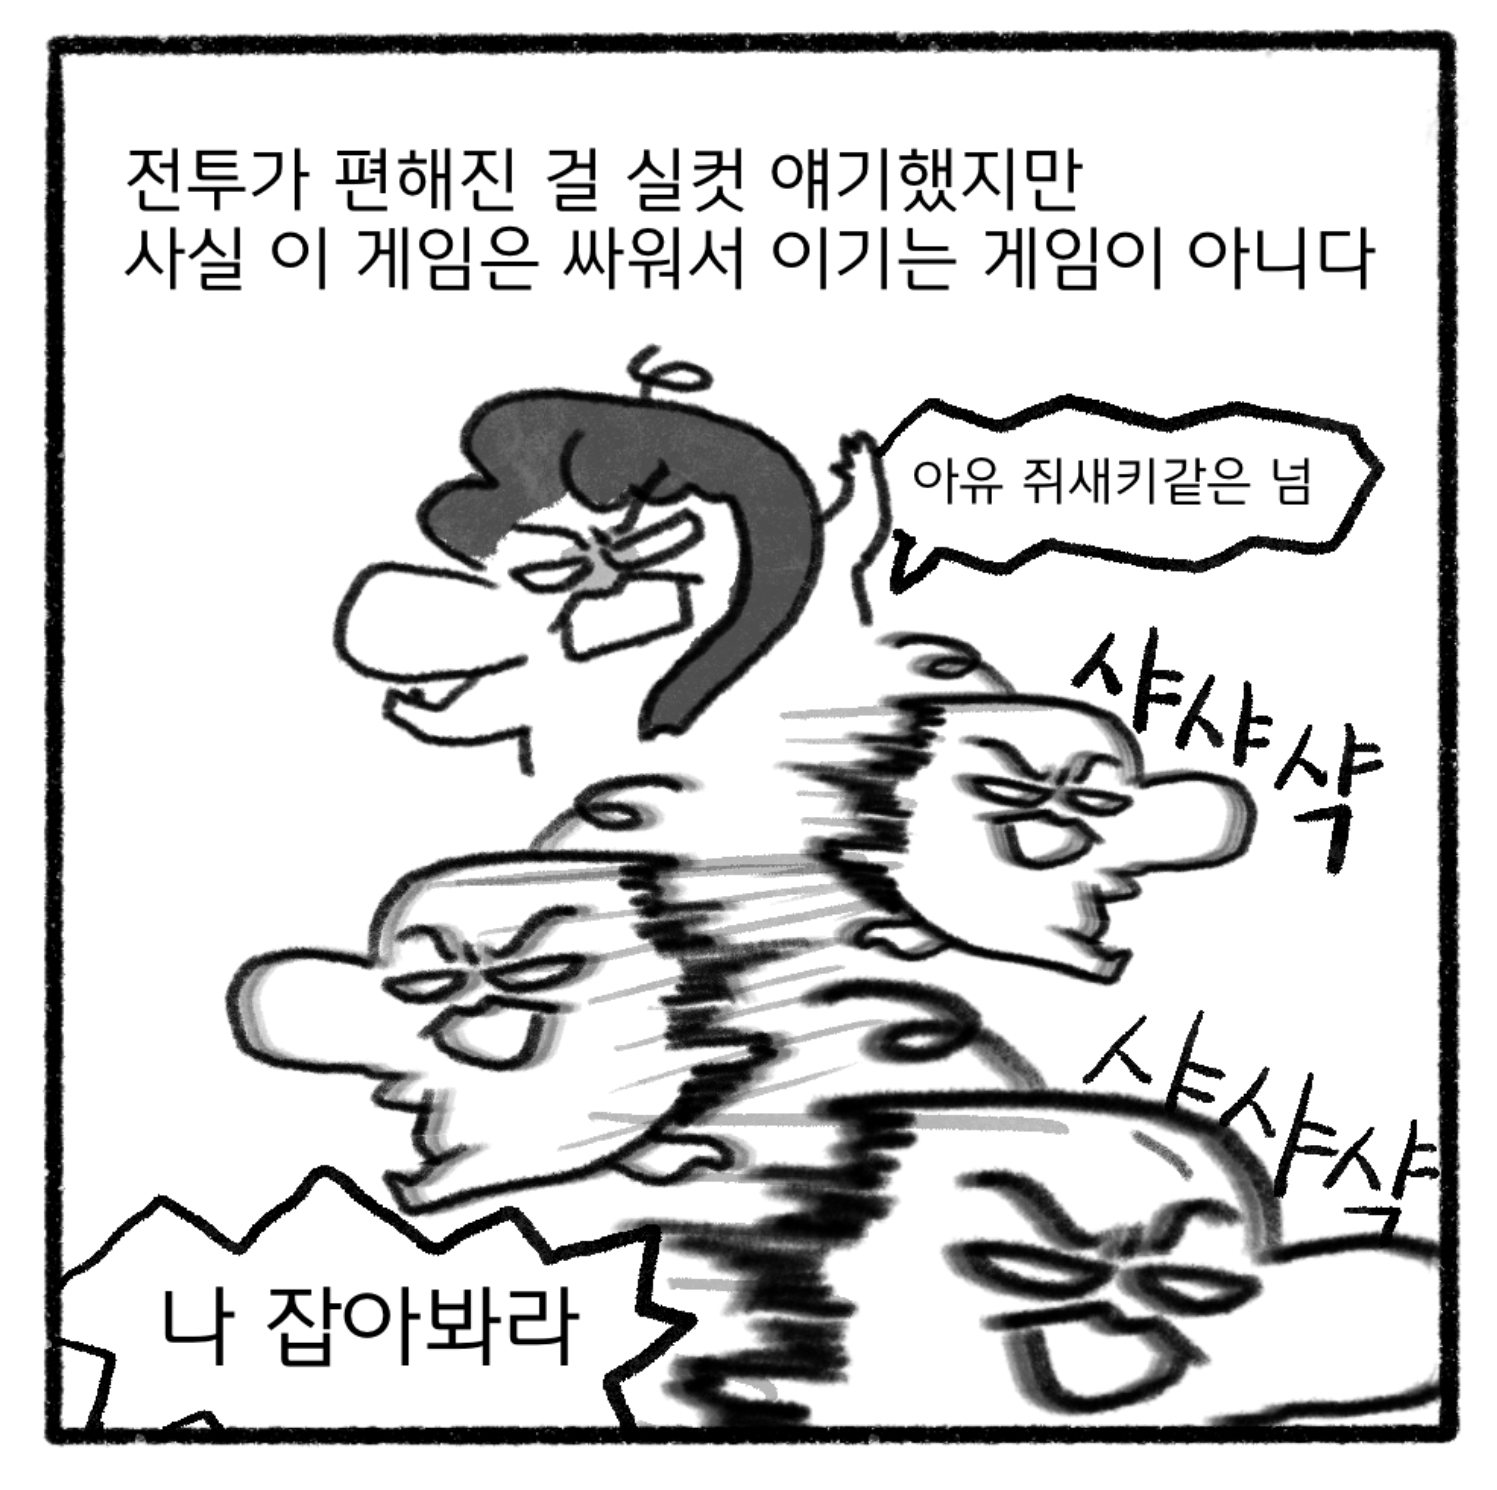 전투가 편해진 걸 실컷 얘기했지만
사실 이 게임은 싸워서 이기는 게임이 아니다
아유 쥐새키같은 넘
샤샤샥
샤샤샥
나 잡아봐라